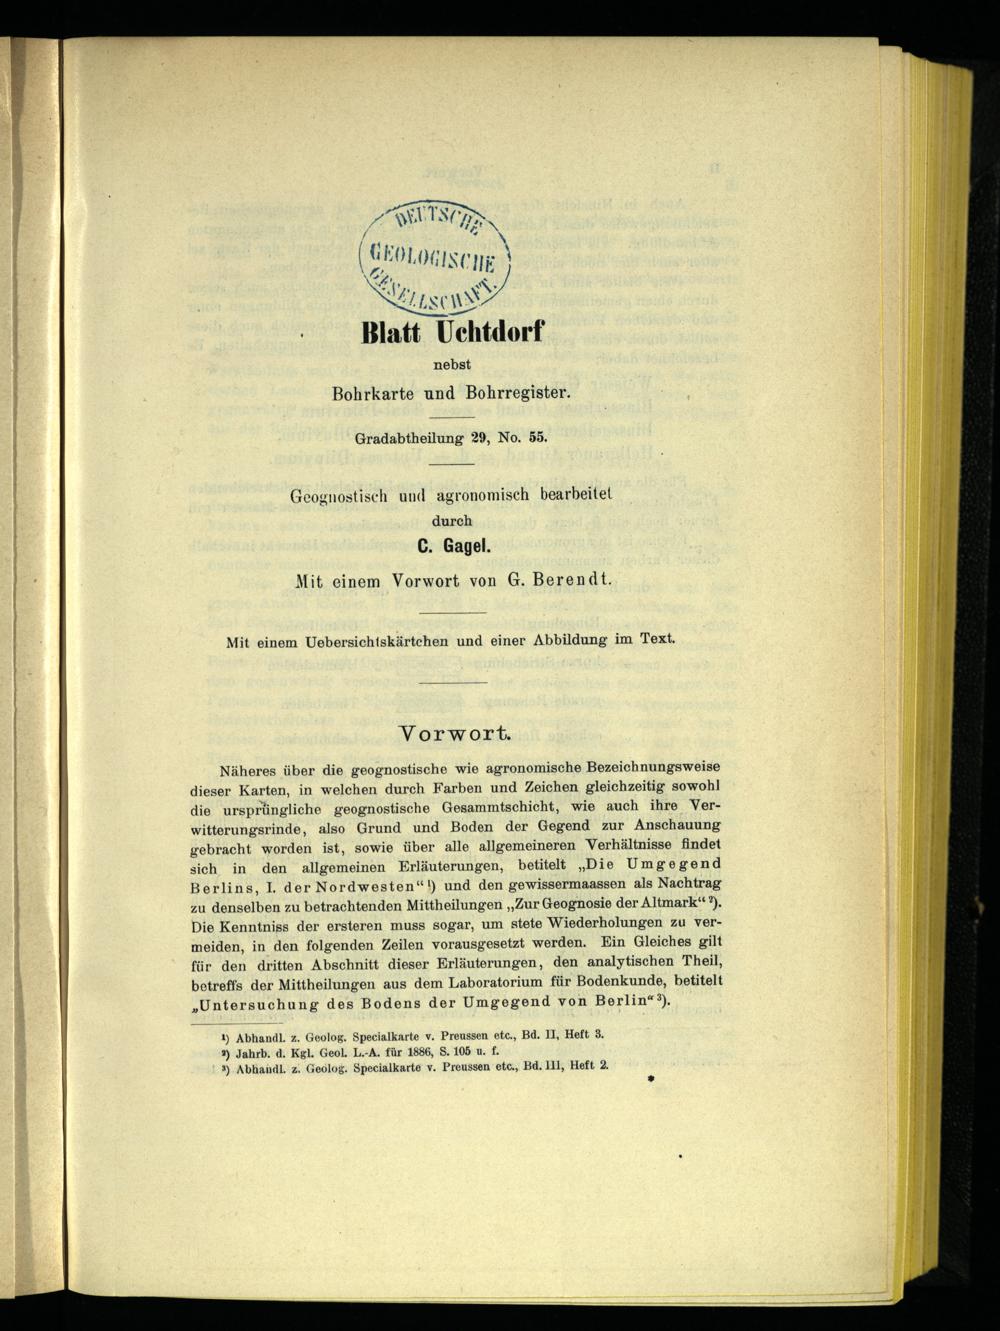 DEUTSCHE
GEOLOGISCHE
GESELLSCHAFT.
Blatt Uchtdorf
nebst
Bohrkarte und Bohrregister.
Gradabtheilung 29, No. 55.
Geognostisch und agronomisch bearbeitet
durch
C. Gagel.
Mit einem Vorwort von G. Berendt.
Mit einem Uebersichtskärtchen und einer Abbildung im Text.
Vorwort.
Näheres über die geognostische wie agronomische Bezeichnungsweise
dieser Karten, in welchen durch Farben und Zeichen gleichzeitig sowohl
die ursprüngliche geognostische Gesammtschicht, wie auch ihre Ver-
witterungsrinde, also Grund und Boden der Gegend zur Anschauung
gebracht worden ist, sowie über alle allgemeineren Verhältnisse findet
sich in den allgemeinen Erläuterungen, betitelt „Die Umgegend
Berlins, I. der Nordwesten“ ¹) und den gewissermaassen als Nachtrag
zu denselben zu betrachtenden Mittheilungen „Zur Geognosie der Altmark“ ²).
Die Kenntniss der ersteren muss sogar, um stete Wiederholungen zu ver-
meiden, in den folgenden Zeilen vorausgesetzt werden. Ein Gleiches gilt
für den dritten Abschnitt dieser Erläuterungen, den analytischen Theil,
betreffs der Mittheilungen aus dem Laboratorium für Bodenkunde, betitelt
„Untersuchung des Bodens der Umgegend von Berlin“ ³).
¹) Abhandl. z. Geolog. Specialkarte v. Preussen etc., Bd. II, Heft 3.
²) Jahrb. d. Kgl. Geol. L.-A. für 1886, S. 105 u. f.
³) Abhandl. z. Geolog. Specialkarte v. Preussen etc., Bd. III, Heft 2.
*